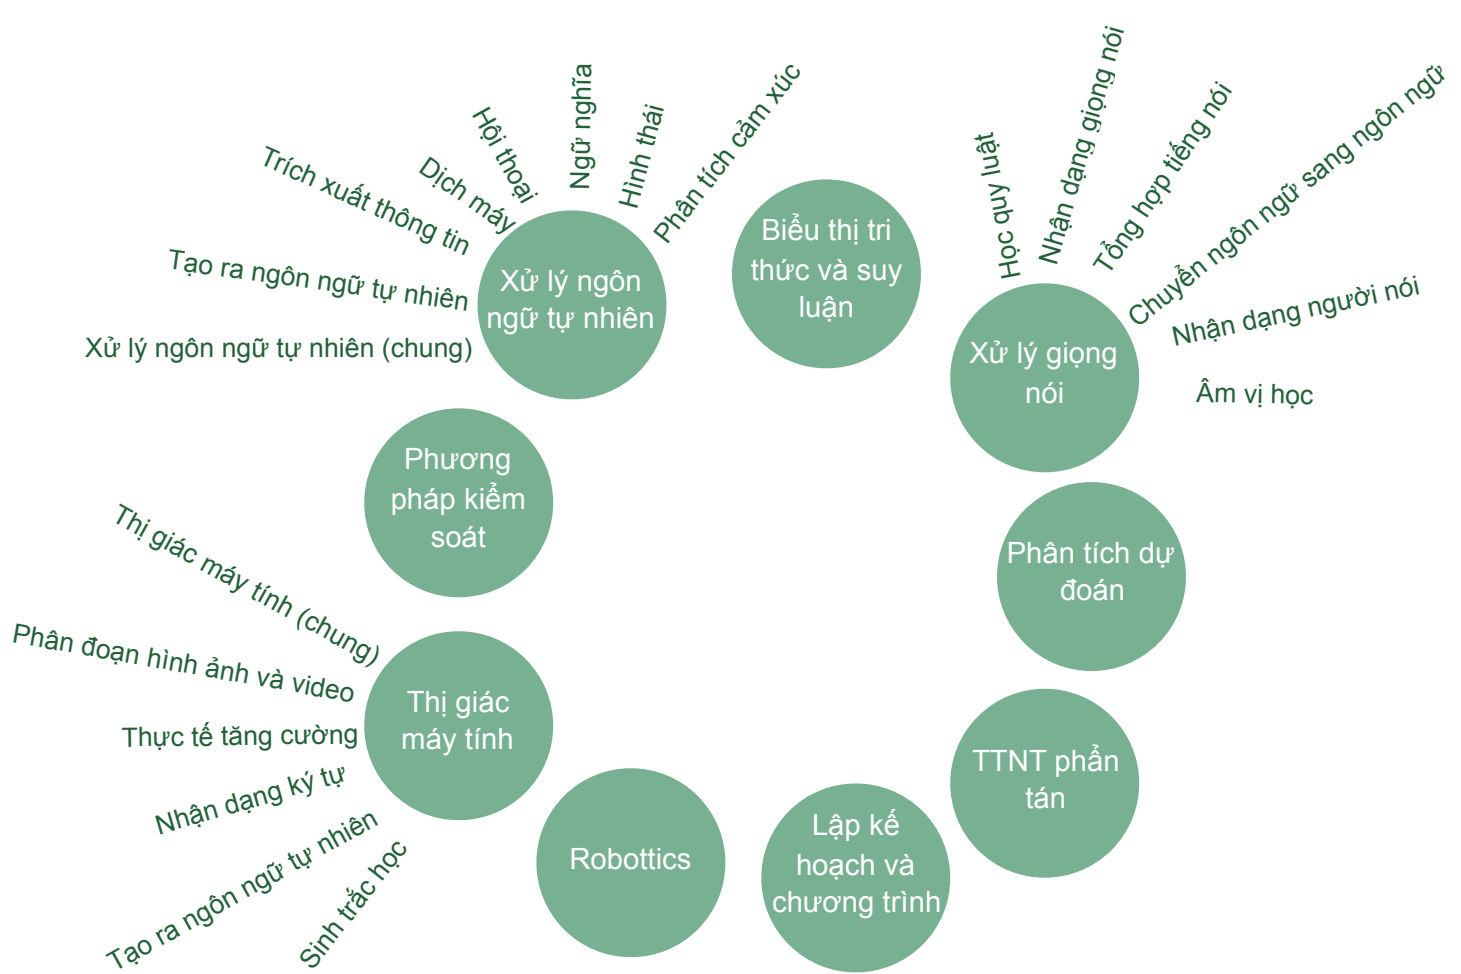 Xử lý ngôn
ngữ tự nhiên
Xử lý ngôn ngữ tự nhiên (chung)
Tạo ra ngôn ngữ tự nhiên
Trích xuất thông tin
Dịch máy
Hội thoại
Ngữ nghĩa
Hình thái
Phân tích cảm xúc
Biểu thị tri
thức và suy
luận
Xử lý giọng
nói
Học quy luật
Nhận dạng giọng nói
Tổng hợp tiếng nói
Chuyển ngôn ngữ sang ngôn ngữ
Nhận dạng người nói
Âm vị học
Phân tích dự
đoán
TTNT phẩn
tán
Lập kế
hoạch và
chương trình
Robottics
Thị giác
máy tính
Thị giác máy tính (chung)
Phân đoạn hình ảnh và video
Thực tế tăng cường
Nhận dạng ký tự
Tạo ra ngôn ngữ tự nhiên
Sinh trắc học
Phương
pháp kiểm
soát